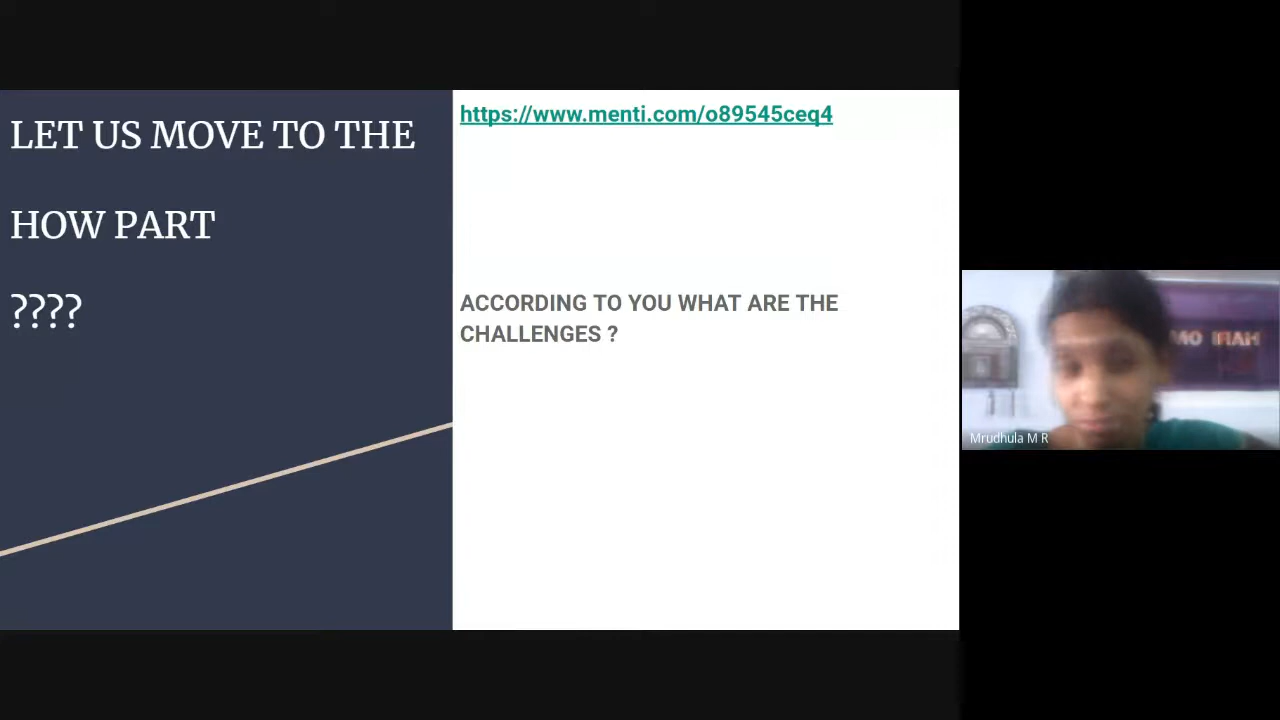 LET US MOVE TO THE
HOW PART
????
https://www.menti.com/o89545ceq4
ACCORDING TO YOU WHAT ARE THE
CHALLENGES ?
Mrudhula M R